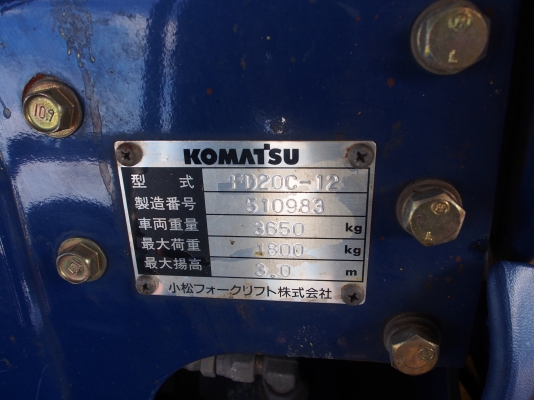 KOMATSU
型式 FD20C-12
製造番号 510983
車両重量 3650 kg
最大荷重 1800 kg
最大揚高 3.0 m
小松フォークリフト株式会社
10.9
L